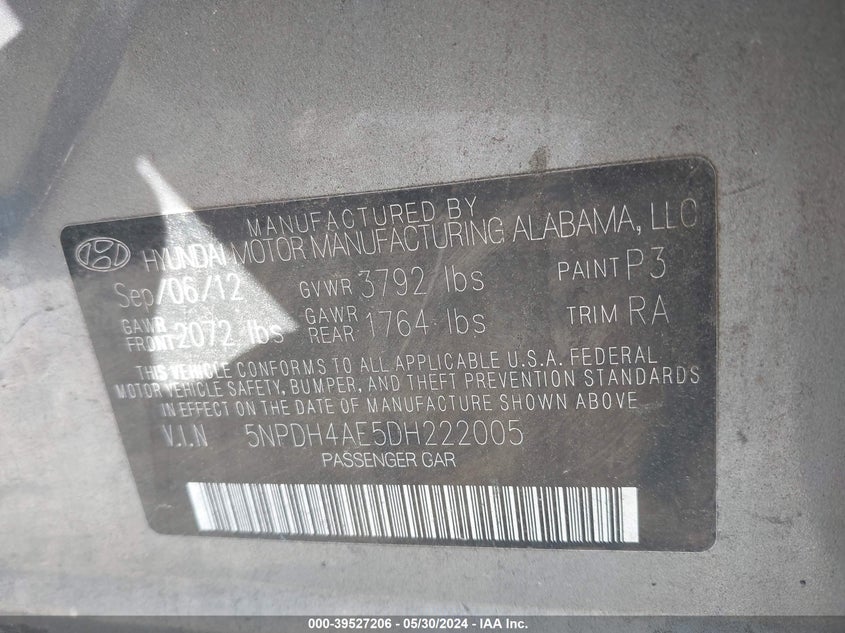 MANUFACTURED BY
HYUNDAI MOTOR MANUFACTURING ALABAMA, LLC
Sep/06/12 GVWR 3792 lbs PAINT P3
GAWR FRONT 2072 lbs GAWR REAR 1764 lbs TRIM RA
THIS VEHICLE CONFORMS TO ALL APPLICABLE U.S.A. FEDERAL
MOTOR VEHICLE SAFETY, BUMPER, AND THEFT PREVENTION STANDARDS
IN EFFECT ON THE DATE OF MANUFACTURE SHOWN ABOVE
V.I.N 5NPDH4AE5DH222005
PASSENGER CAR
000-39527206 - 05/30/2024 - IAA Inc.